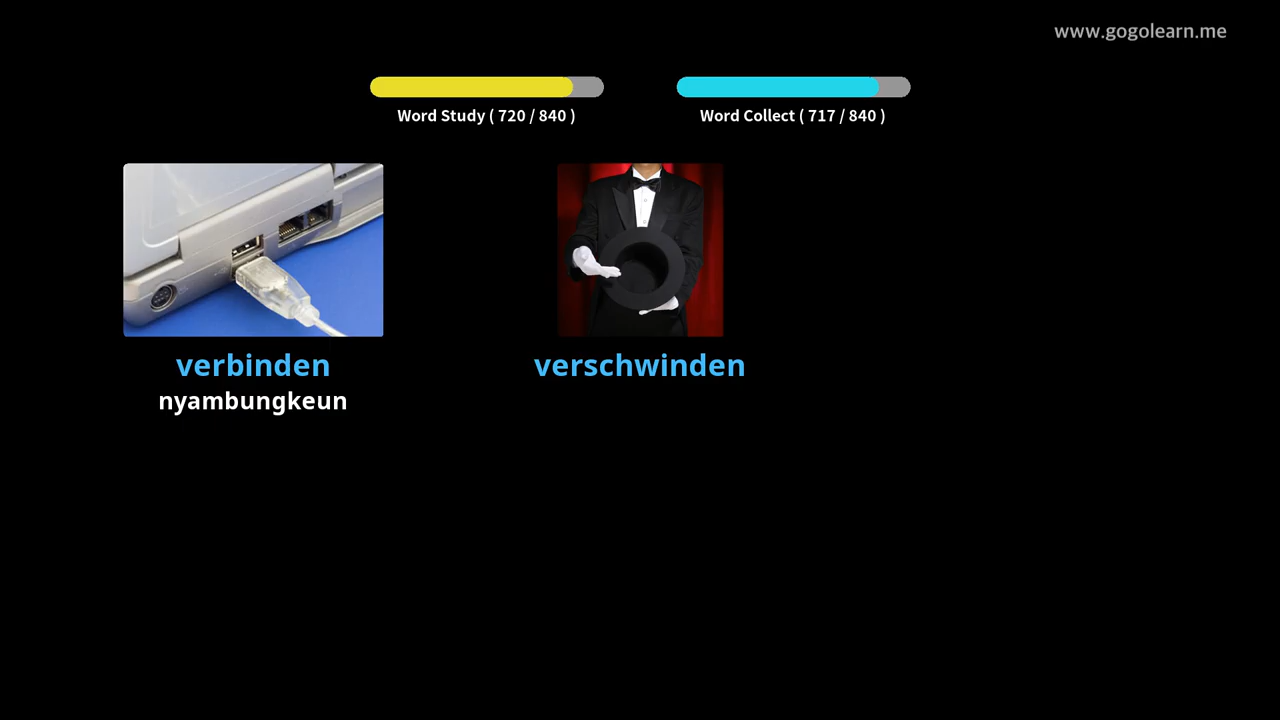 www.gogolearn.me
Word Study ( 720 / 840 )
Word Collect ( 717 / 840 )
verbinden
nyambungkeun
verschwinden